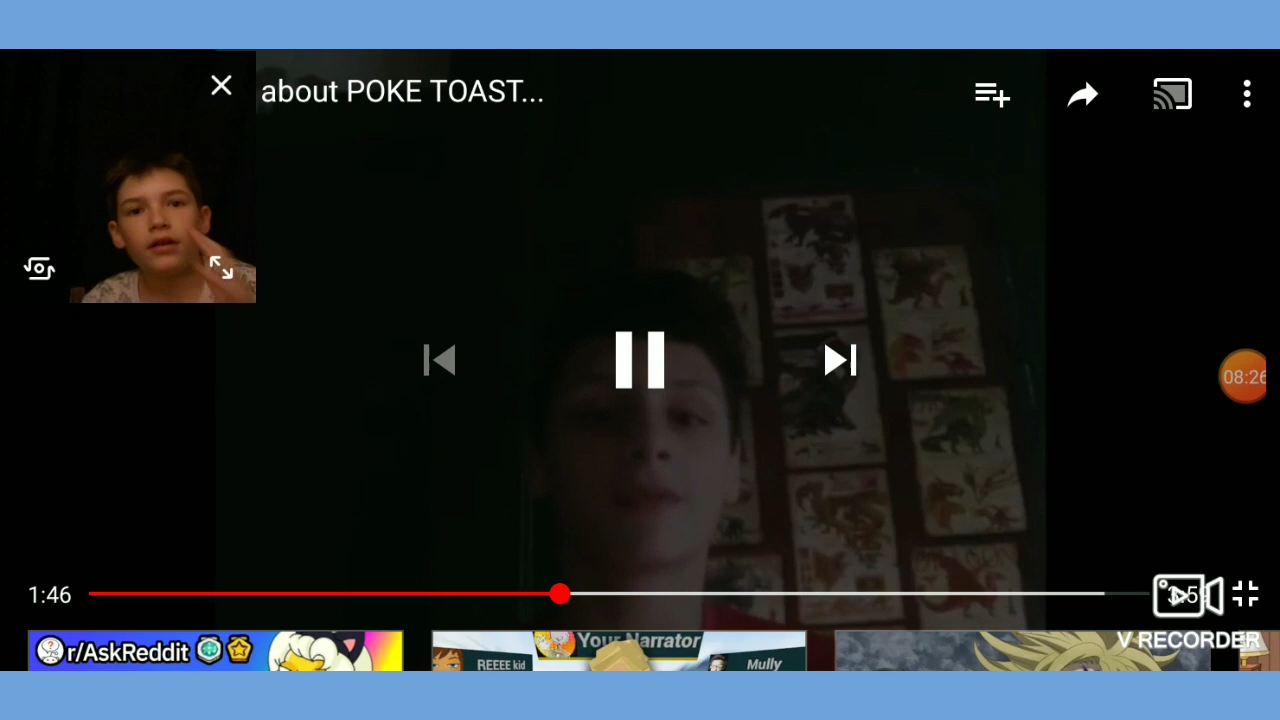 about POKE TOAST...
08:26
1:46
V RECORDER
r/AskReddit
Your Narrator
REEEE kid
Mully